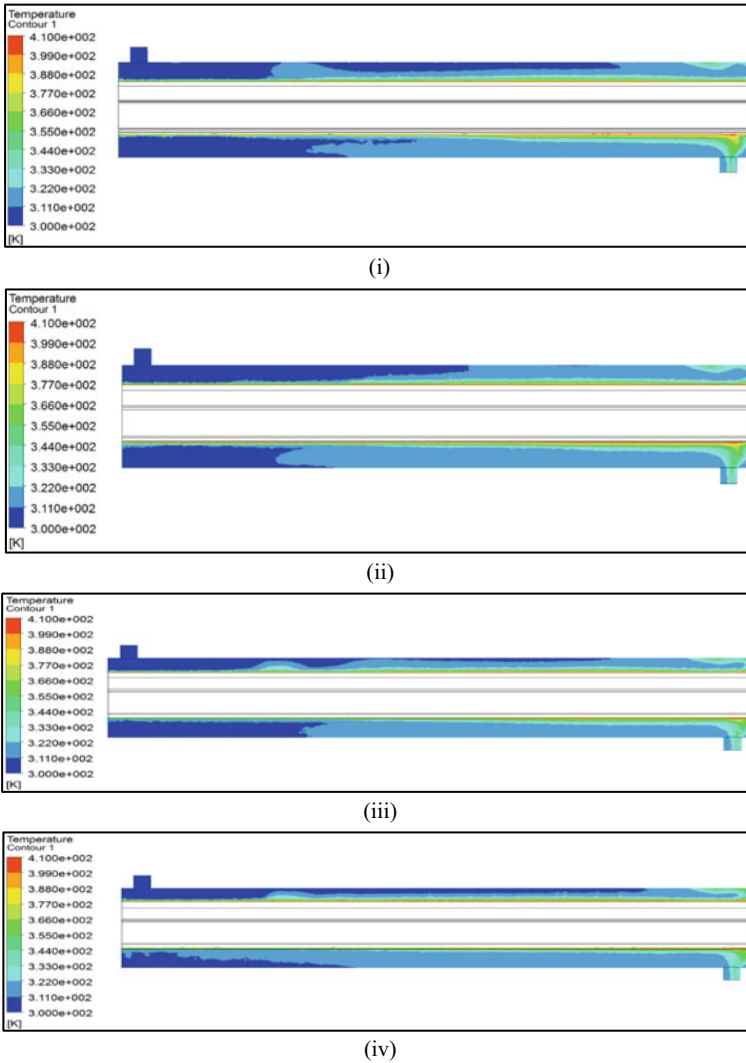 Temperature
Contour 1
4.100e+002
3.990e+002
3.880e+002
3.770e+002
3.660e+002
3.550e+002
3.440e+002
3.330e+002
3.220e+002
3.110e+002
3.000e+002
[K]
(i)
Temperature
Contour 1
4.100e+002
3.990e+002
3.880e+002
3.770e+002
3.660e+002
3.550e+002
3.440e+002
3.330e+002
3.220e+002
3.110e+002
3.000e+002
[K]
(ii)
Temperature
Contour 1
4.100e+002
3.990e+002
3.880e+002
3.770e+002
3.660e+002
3.550e+002
3.440e+002
3.330e+002
3.220e+002
3.110e+002
3.000e+002
[K]
(iii)
Temperature
Contour 1
4.100e+002
3.990e+002
3.880e+002
3.770e+002
3.660e+002
3.550e+002
3.440e+002
3.330e+002
3.220e+002
3.110e+002
3.000e+002
[K]
(iv)